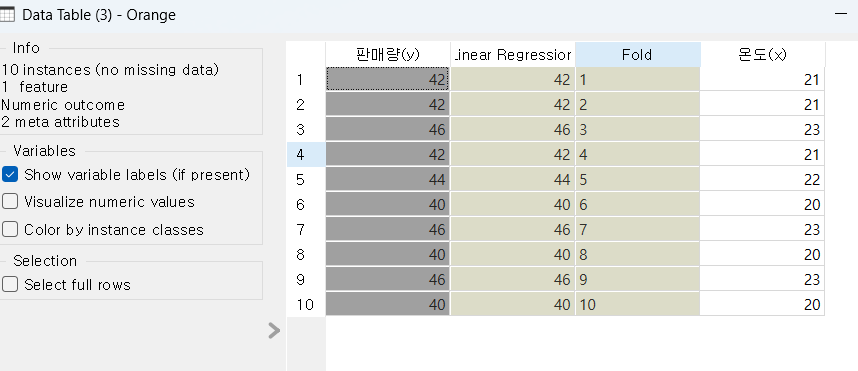 Data Table (3) - Orange
Info
10 instances (no missing data)
1 feature
Numeric outcome
2 meta attributes
Variables
Show variable labels (if present)
Visualize numeric values
Color by instance classes
Selection
Select full rows
판매량(y) Linear Regression Fold 온도(x)
1 42 42 1 21
2 42 42 2 21
3 46 46 3 23
4 42 42 4 21
5 44 44 5 22
6 40 40 6 20
7 46 46 7 23
8 40 40 8 20
9 46 46 9 23
10 40 40 10 20